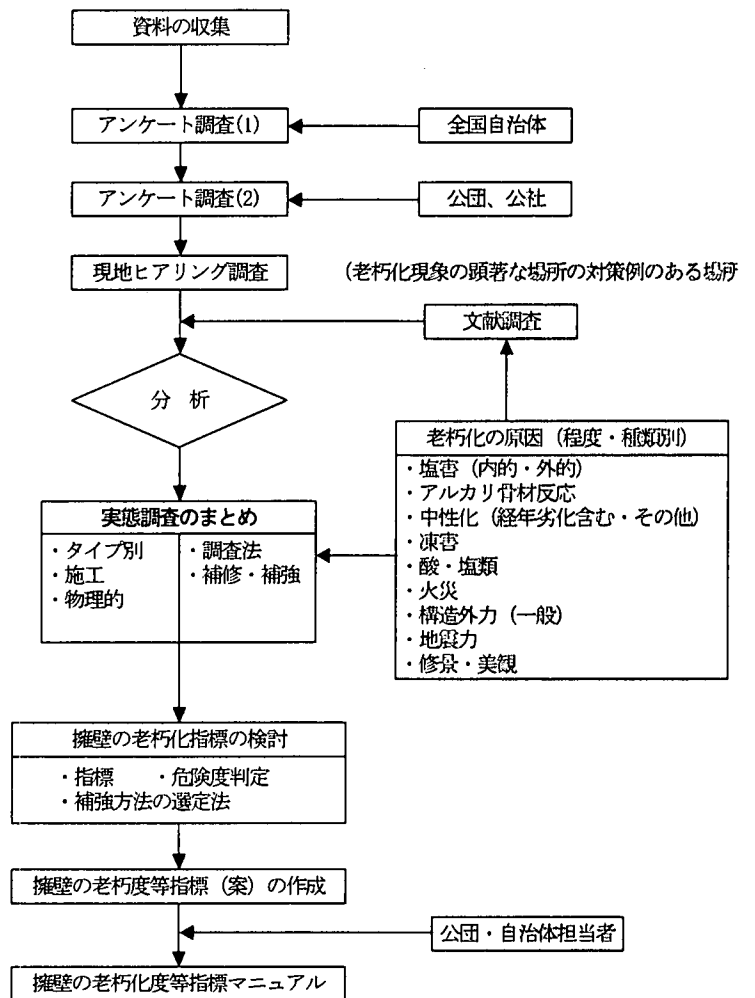 資料の収集
アンケート調査(1)
全国自治体
アンケート調査(2)
公団、公社
現地ヒアリング調査
(老朽化現象の顕著な場所の対策例のある場所
文献調査
分 析
老朽化の原因（程度・種類別）
・塩害（内的・外的）
・アルカリ骨材反応
・中性化（経年劣化含む・その他）
・凍害
・酸・塩類
・火災
・構造外力（一般）
・地震力
・修景・美観
実態調査のまとめ
・タイプ別
・施工
・物理的
・調査法
・補修・補強
擁壁の老朽化指標の検討
・指標 ・危険度判定
・補強方法の選定法
擁壁の老朽度等指標（案）の作成
公団・自治体担当者
擁壁の老朽化度等指標マニュアル